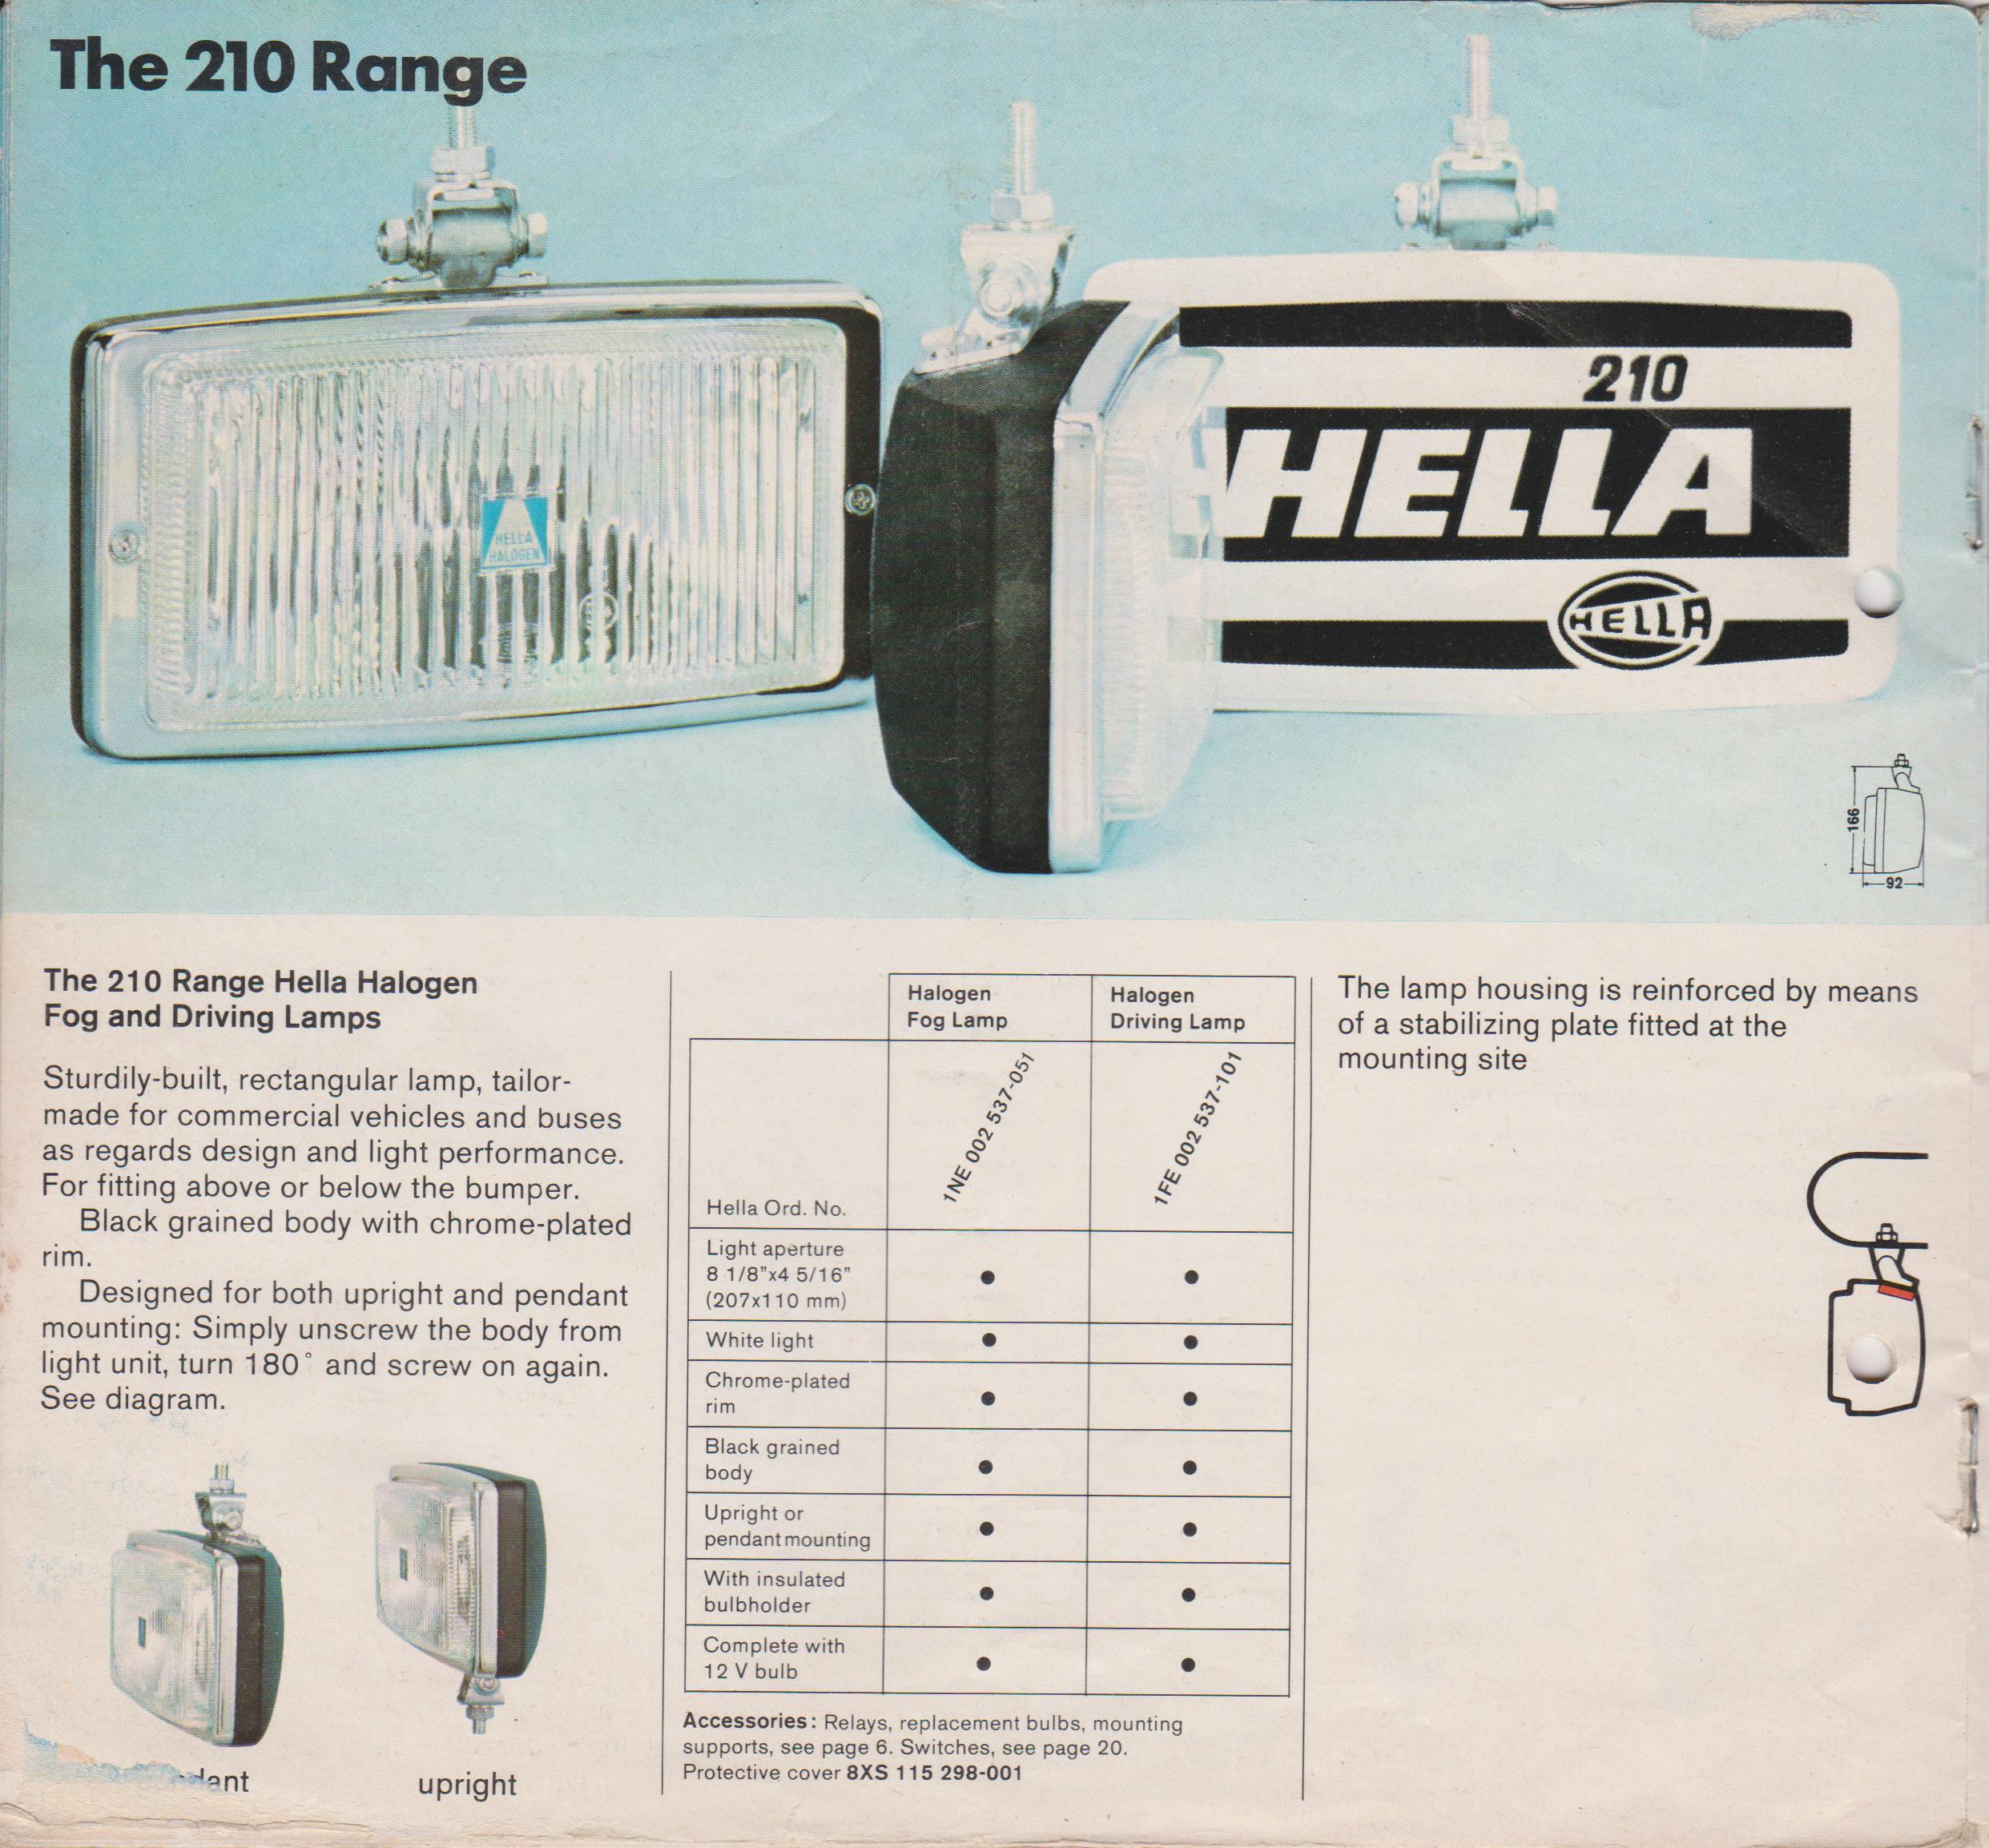 The 210 Range
HELLA
HALOGEN
210
HELLA
HELLA
166
92
The 210 Range Hella Halogen
Fog and Driving Lamps
Sturdily-built, rectangular lamp, tailor-
made for commercial vehicles and buses
as regards design and light performance.
For fitting above or below the bumper.
Black grained body with chrome-plated
rim.
Designed for both upright and pendant
mounting: Simply unscrew the body from
light unit, turn 180° and screw on again.
See diagram.
upright
Halogen
Fog Lamp
Halogen
Driving Lamp
Hella Ord. No.
1NE 002 537-051
1FE 002 537-101
Light aperture
8 1/8"x4 5/16"
(207x110 mm)
● ●
White light ● ●
Chrome-plated
rim
● ●
Black grained
body
● ●
Upright or
pendant mounting
● ●
With insulated
bulbholder
● ●
Complete with
12 V bulb
● ●
Accessories: Relays, replacement bulbs, mounting
supports, see page 6. Switches, see page 20.
Protective cover 8XS 115 298-001
The lamp housing is reinforced by means
of a stabilizing plate fitted at the
mounting site